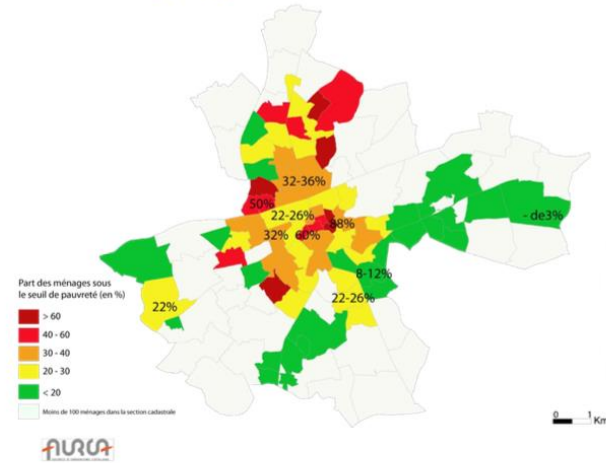 32-36%
50%
22-26%
88%
32%
60%
- de3%
8-12%
22%
22-26%
Part des ménages sous
le seuil de pauvreté (en %)
> 60
40 - 60
30 - 40
20 - 30
< 20
Moins de 100 ménages dans la section cadastrale
0 1 Km
AURCA